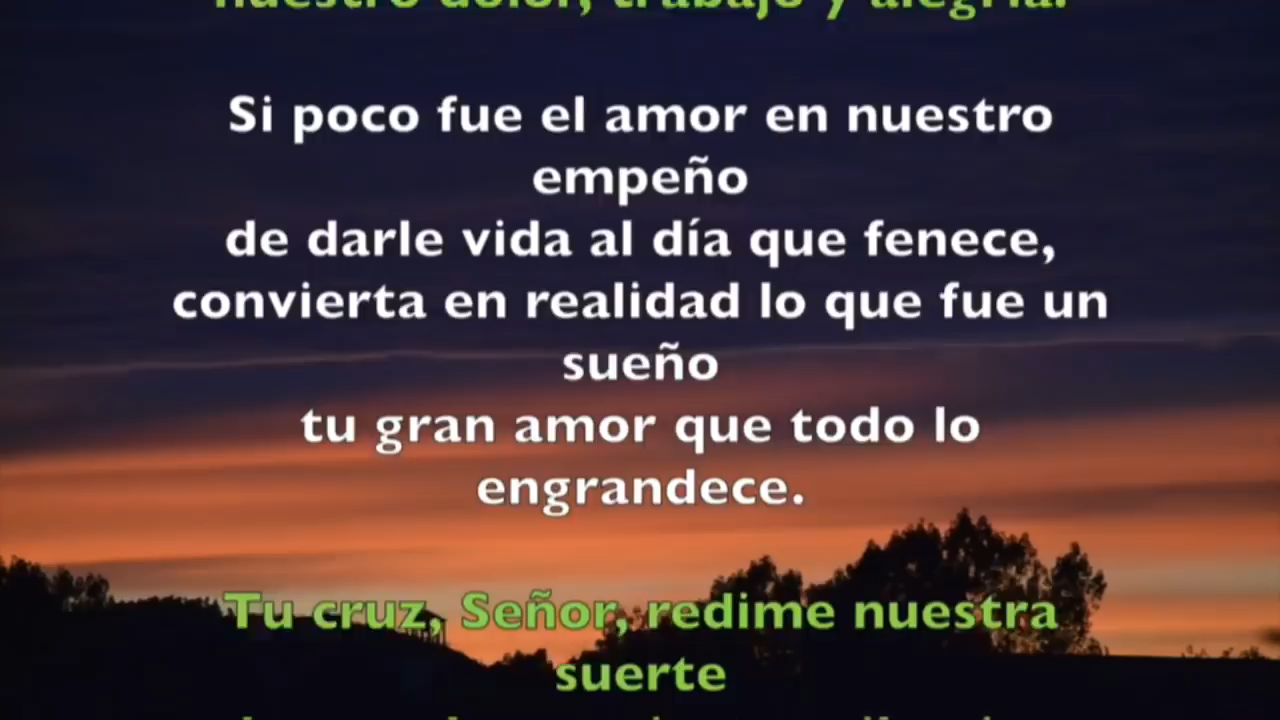 nuestro dolor, trabajo y alegría.
Si poco fue el amor en nuestro
empeño
de darle vida al día que fenece,
convierta en realidad lo que fue un
sueño
tu gran amor que todo lo
engrandece.
Tu cruz, Señor, redime nuestra
suerte